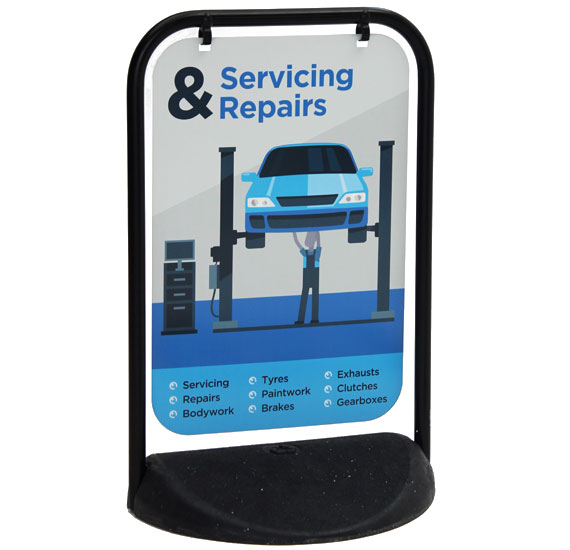 & Servicing
Repairs
Servicing
Repairs
Bodywork
Tyres
Paintwork
Brakes
Exhausts
Clutches
Gearboxes